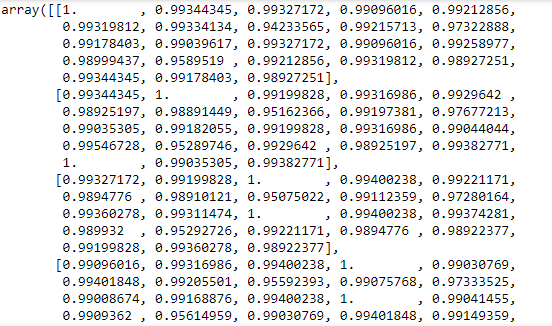 array([[1.        , 0.99344345, 0.99327172, 0.99096016, 0.99212856,
        0.99319812, 0.99334134, 0.94233565, 0.99215713, 0.97322888,
        0.99178403, 0.99039617, 0.99327172, 0.99096016, 0.99258977,
        0.98999437, 0.9589519 , 0.99212856, 0.99319812, 0.98927251,
        0.99344345, 0.99178403, 0.98927251],
       [0.99344345, 1.        , 0.99199828, 0.99316986, 0.9929642 ,
        0.98925197, 0.98891449, 0.95162366, 0.99197381, 0.97677213,
        0.99035305, 0.99182055, 0.99199828, 0.99316986, 0.99044044,
        0.99546728, 0.95289746, 0.9929642 , 0.98925197, 0.99382771,
        1.        , 0.99035305, 0.99382771],
       [0.99327172, 0.99199828, 1.        , 0.99400238, 0.99221171,
        0.9894776 , 0.98910121, 0.95075022, 0.99112359, 0.97280164,
        0.99360278, 0.99311474, 1.        , 0.99400238, 0.99374281,
        0.989932  , 0.95292726, 0.99221171, 0.9894776 , 0.98922377,
        0.99199828, 0.99360278, 0.98922377],
       [0.99096016, 0.99316986, 0.99400238, 1.        , 0.99030769,
        0.99401848, 0.99205501, 0.95592393, 0.99075768, 0.97333525,
        0.99008674, 0.99168876, 0.99400238, 1.        , 0.99041455,
        0.9909362 , 0.95614959, 0.99030769, 0.99401848, 0.99149359,